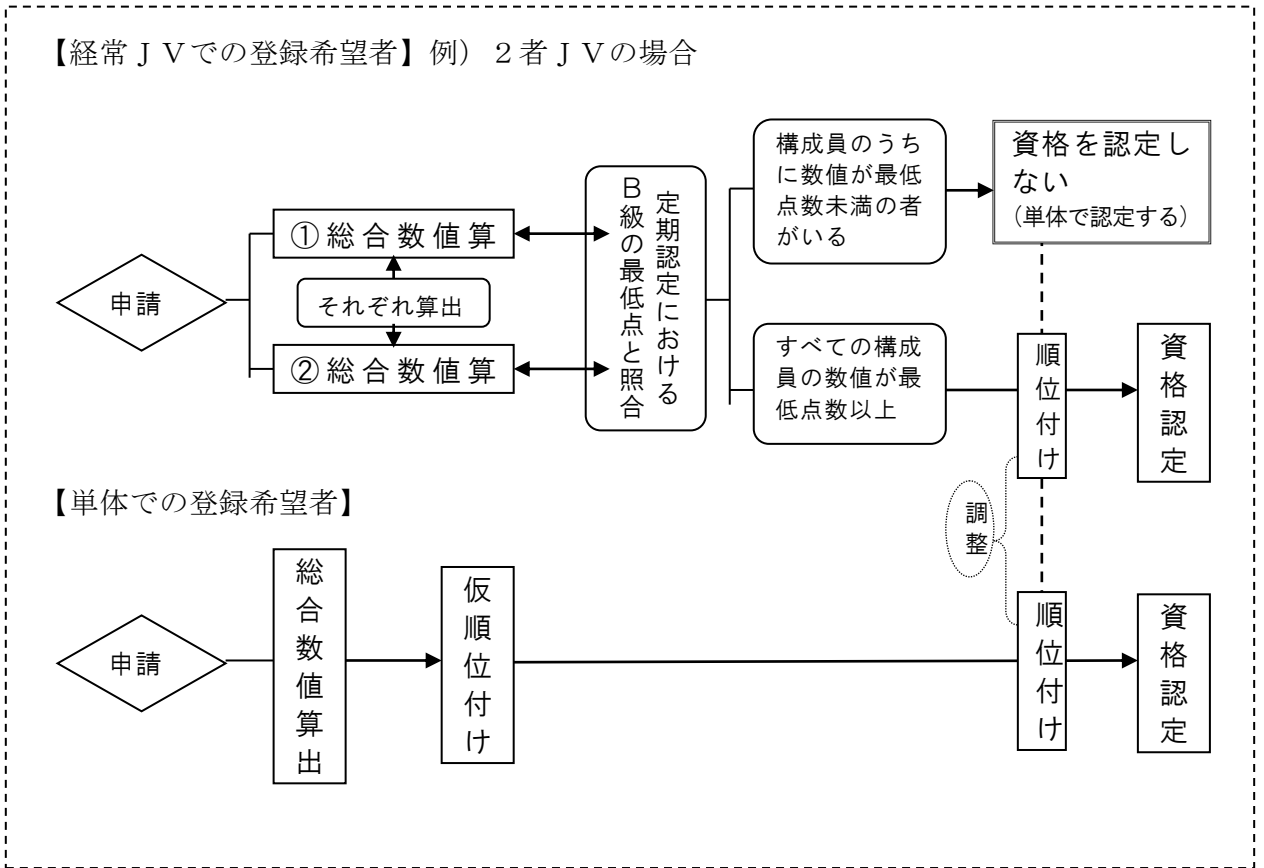 【経常ＪＶでの登録希望者】例）２者ＪＶの場合
申請
①総合数値算
それぞれ算出
②総合数値算
定期認定における
Ｂ級の最低点と照合
構成員のうち
に数値が最低
点数未満の者
がいる
資格を認定し
ない
（単体で認定する）
すべての構成
員の数値が最
低点数以上
順位付け
資格認定
調整
【単体での登録希望者】
申請
総合数値算出
仮順位付け
順位付け
資格認定